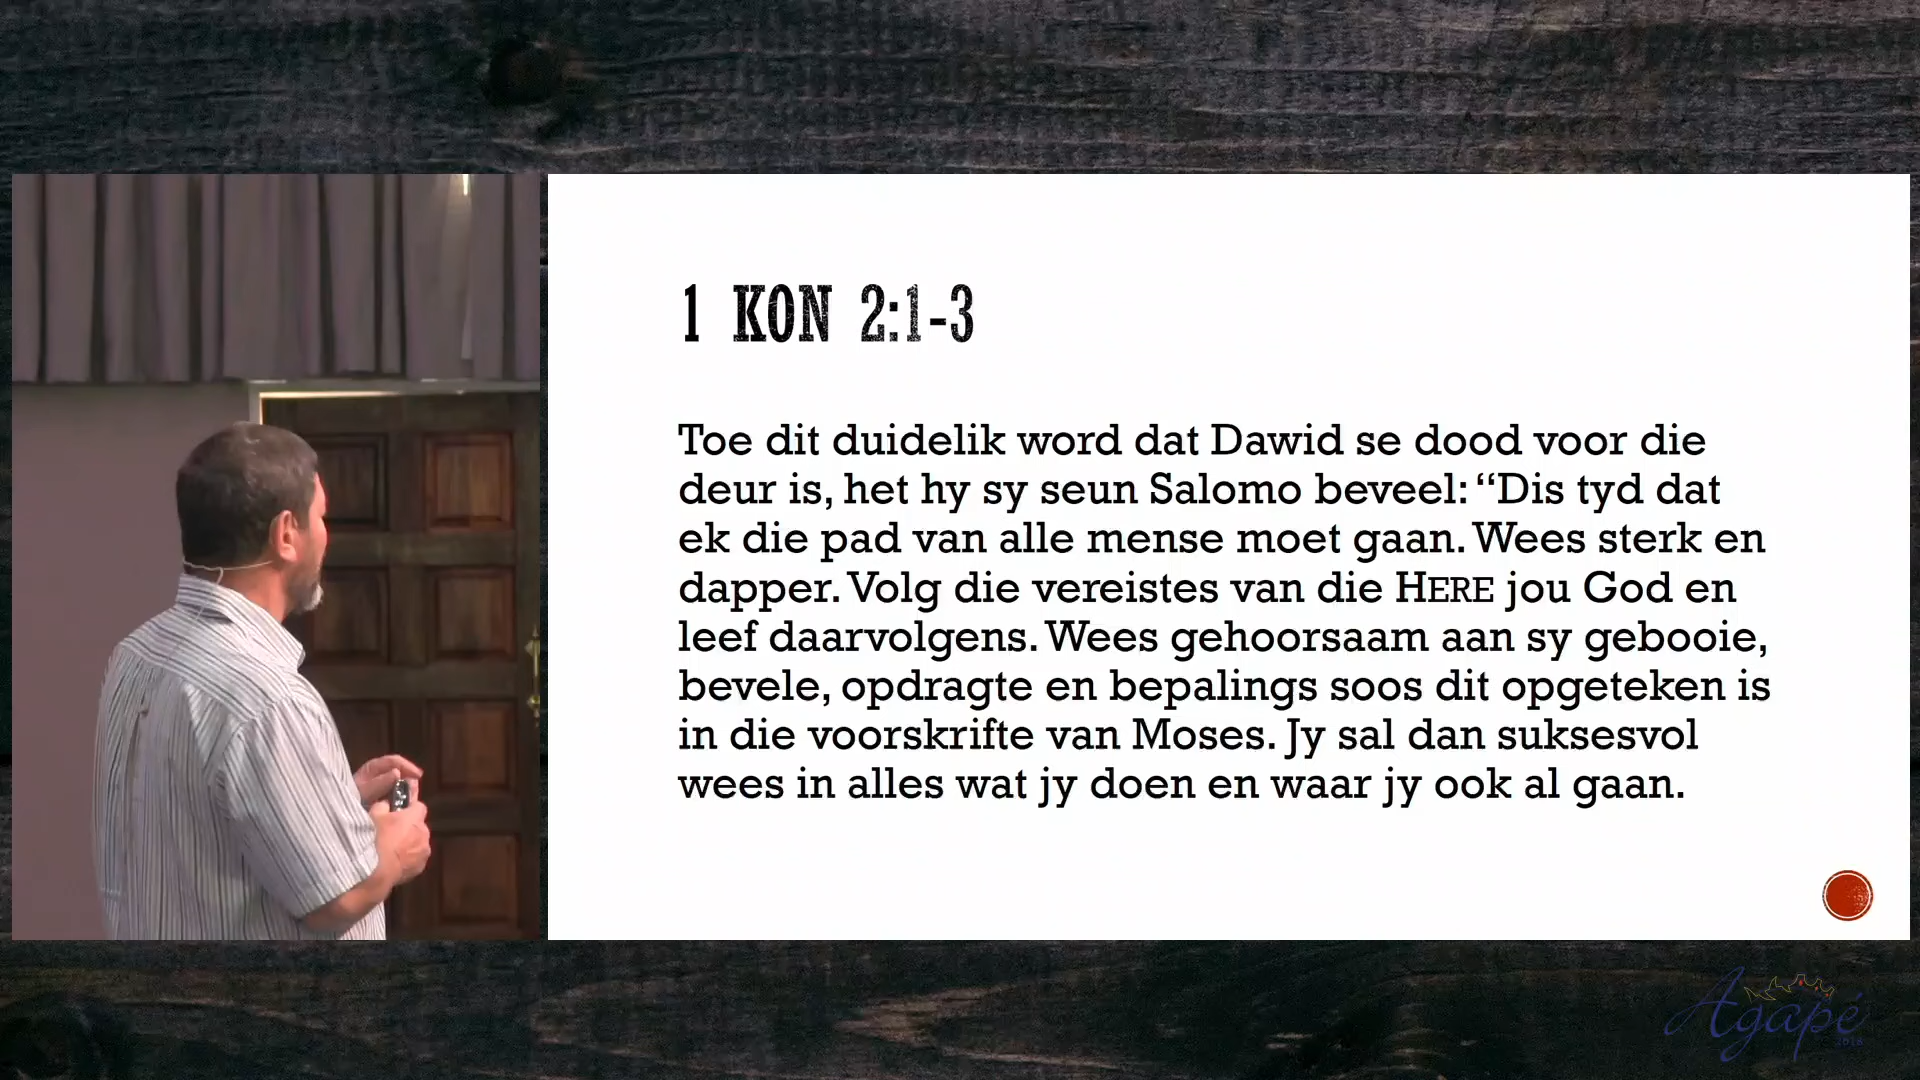 1 KON 2:1-3
Toe dit duidelik word dat Dawid se dood voor die
deur is, het hy sy seun Salomo beveel: “Dis tyd dat
ek die pad van alle mense moet gaan. Wees sterk en
dapper. Volg die vereistes van die HERE jou God en
leef daarvolgens. Wees gehoorsaam aan sy gebooie,
bevele, opdragte en bepalings soos dit opgeteken is
in die voorskrifte van Moses. Jy sal dan suksesvol
wees in alles wat jy doen en waar jy ook al gaan.
Agapé
2018